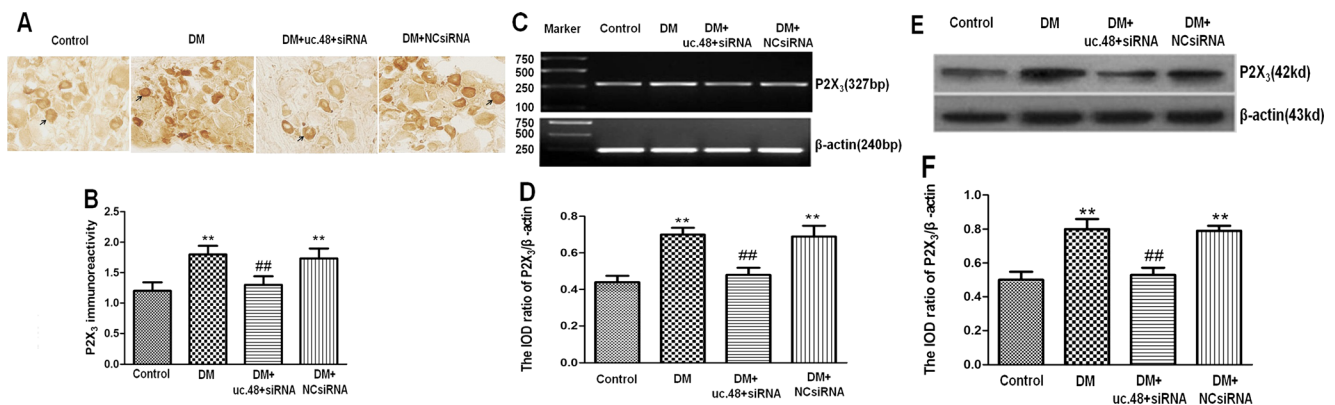 A
Control
DM
DM+uc.48+siRNA
DM+NCsiRNA
B
P2X₃ immunoreactivity
2.5
2.0
1.5
1.0
0.5
0.0
**
##
**
Control
DM
DM+
uc.48+siRNA
DM+
NCsiRNA
C
Marker
Control
DM
DM+
uc.48+siRNA
DM+
NCsiRNA
750
500
250
100
P2X₃(327bp)
750
500
250
β-actin(240bp)
D
The IOD ratio of P2X₃/β -actin
0.8
0.6
0.4
0.2
0.0
**
##
**
Control
DM
DM+
uc.48+siRNA
DM+
NCsiRNA
E
Control
DM
DM+
uc.48+siRNA
DM+
NCsiRNA
P2X₃(42kd)
β-actin(43kd)
F
The IOD ratio of P2X₃/β -actin
1.0
0.8
0.6
0.4
0.2
0.0
**
##
**
Control
DM
DM+
uc.48+siRNA
DM+
NCsiRNA